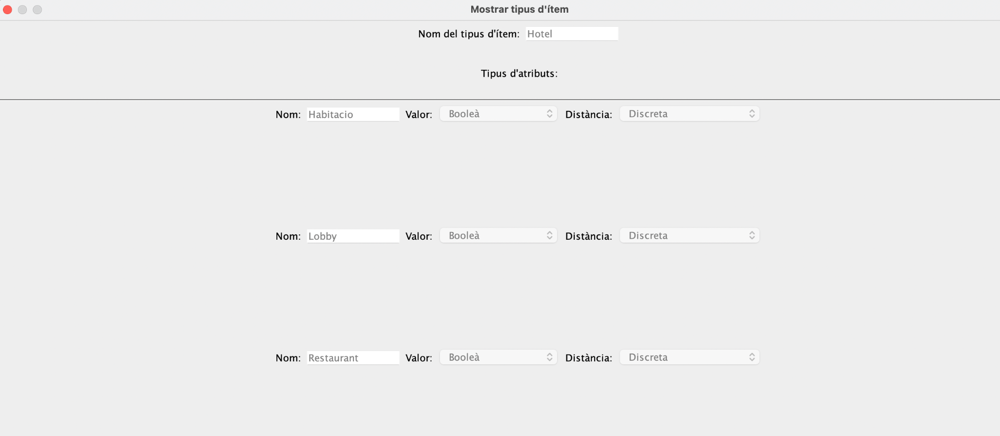 Mostrar tipus d'ítem
Nom del tipus d'ítem: Hotel
Tipus d'atributs:
Nom: Habitacio Valor: Booleà Distància: Discreta
Nom: Lobby Valor: Booleà Distància: Discreta
Nom: Restaurant Valor: Booleà Distància: Discreta